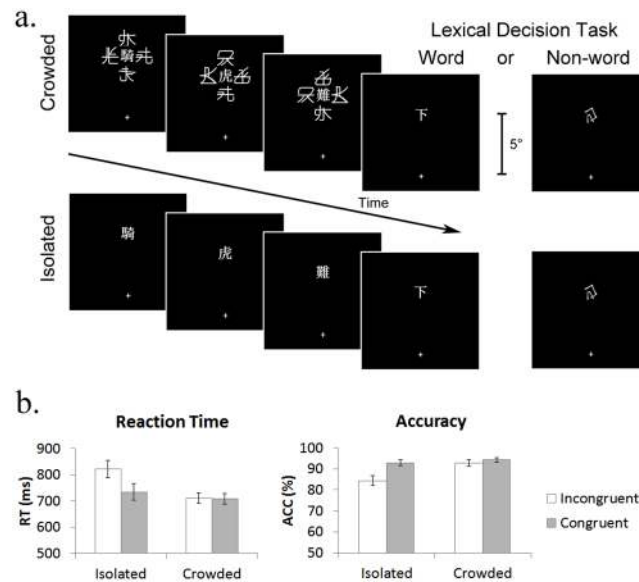 a.
Crowded
騎
虎
難
Lexical Decision Task
Word or Non-word
下
5°
Time
Isolated
騎
虎
難
下
b.
Reaction Time
RT (ms)
900
800
700
600
500
Isolated Crowded
Accuracy
ACC (%)
100
90
80
70
60
50
Isolated Crowded
Incongruent
Congruent